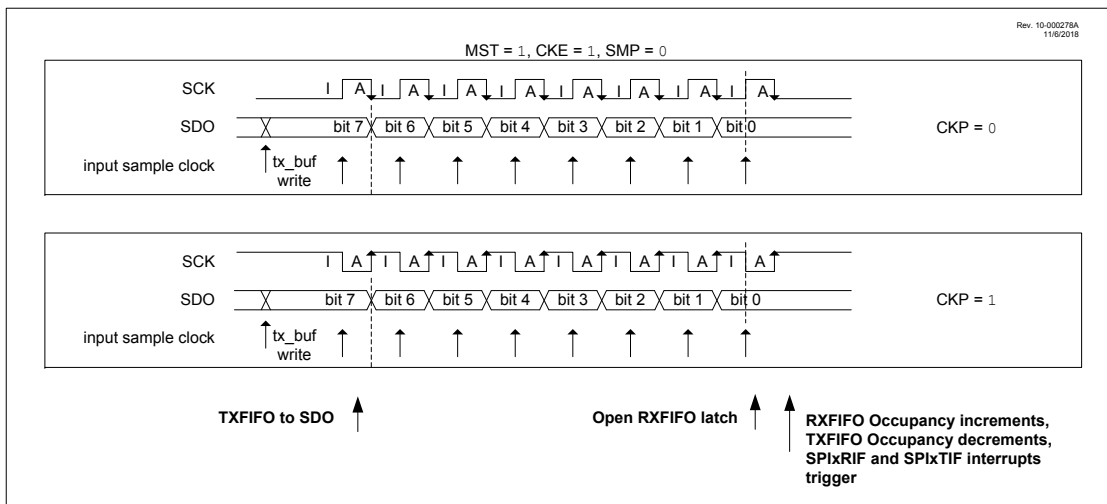 Rev. 10-000278A
11/6/2018
MST = 1, CKE = 1, SMP = 0
SCK I A I A I A I A I A I A I A I A
SDO bit 7 bit 6 bit 5 bit 4 bit 3 bit 2 bit 1 bit 0
CKP = 0
input sample clock tx_buf
write
SCK I A I A I A I A I A I A I A I A
SDO bit 7 bit 6 bit 5 bit 4 bit 3 bit 2 bit 1 bit 0
CKP = 1
input sample clock tx_buf
write
TXFIFO to SDO
Open RXFIFO latch
RXFIFO Occupancy increments,
TXFIFO Occupancy decrements,
SPIxRIF and SPIxTIF interrupts
trigger